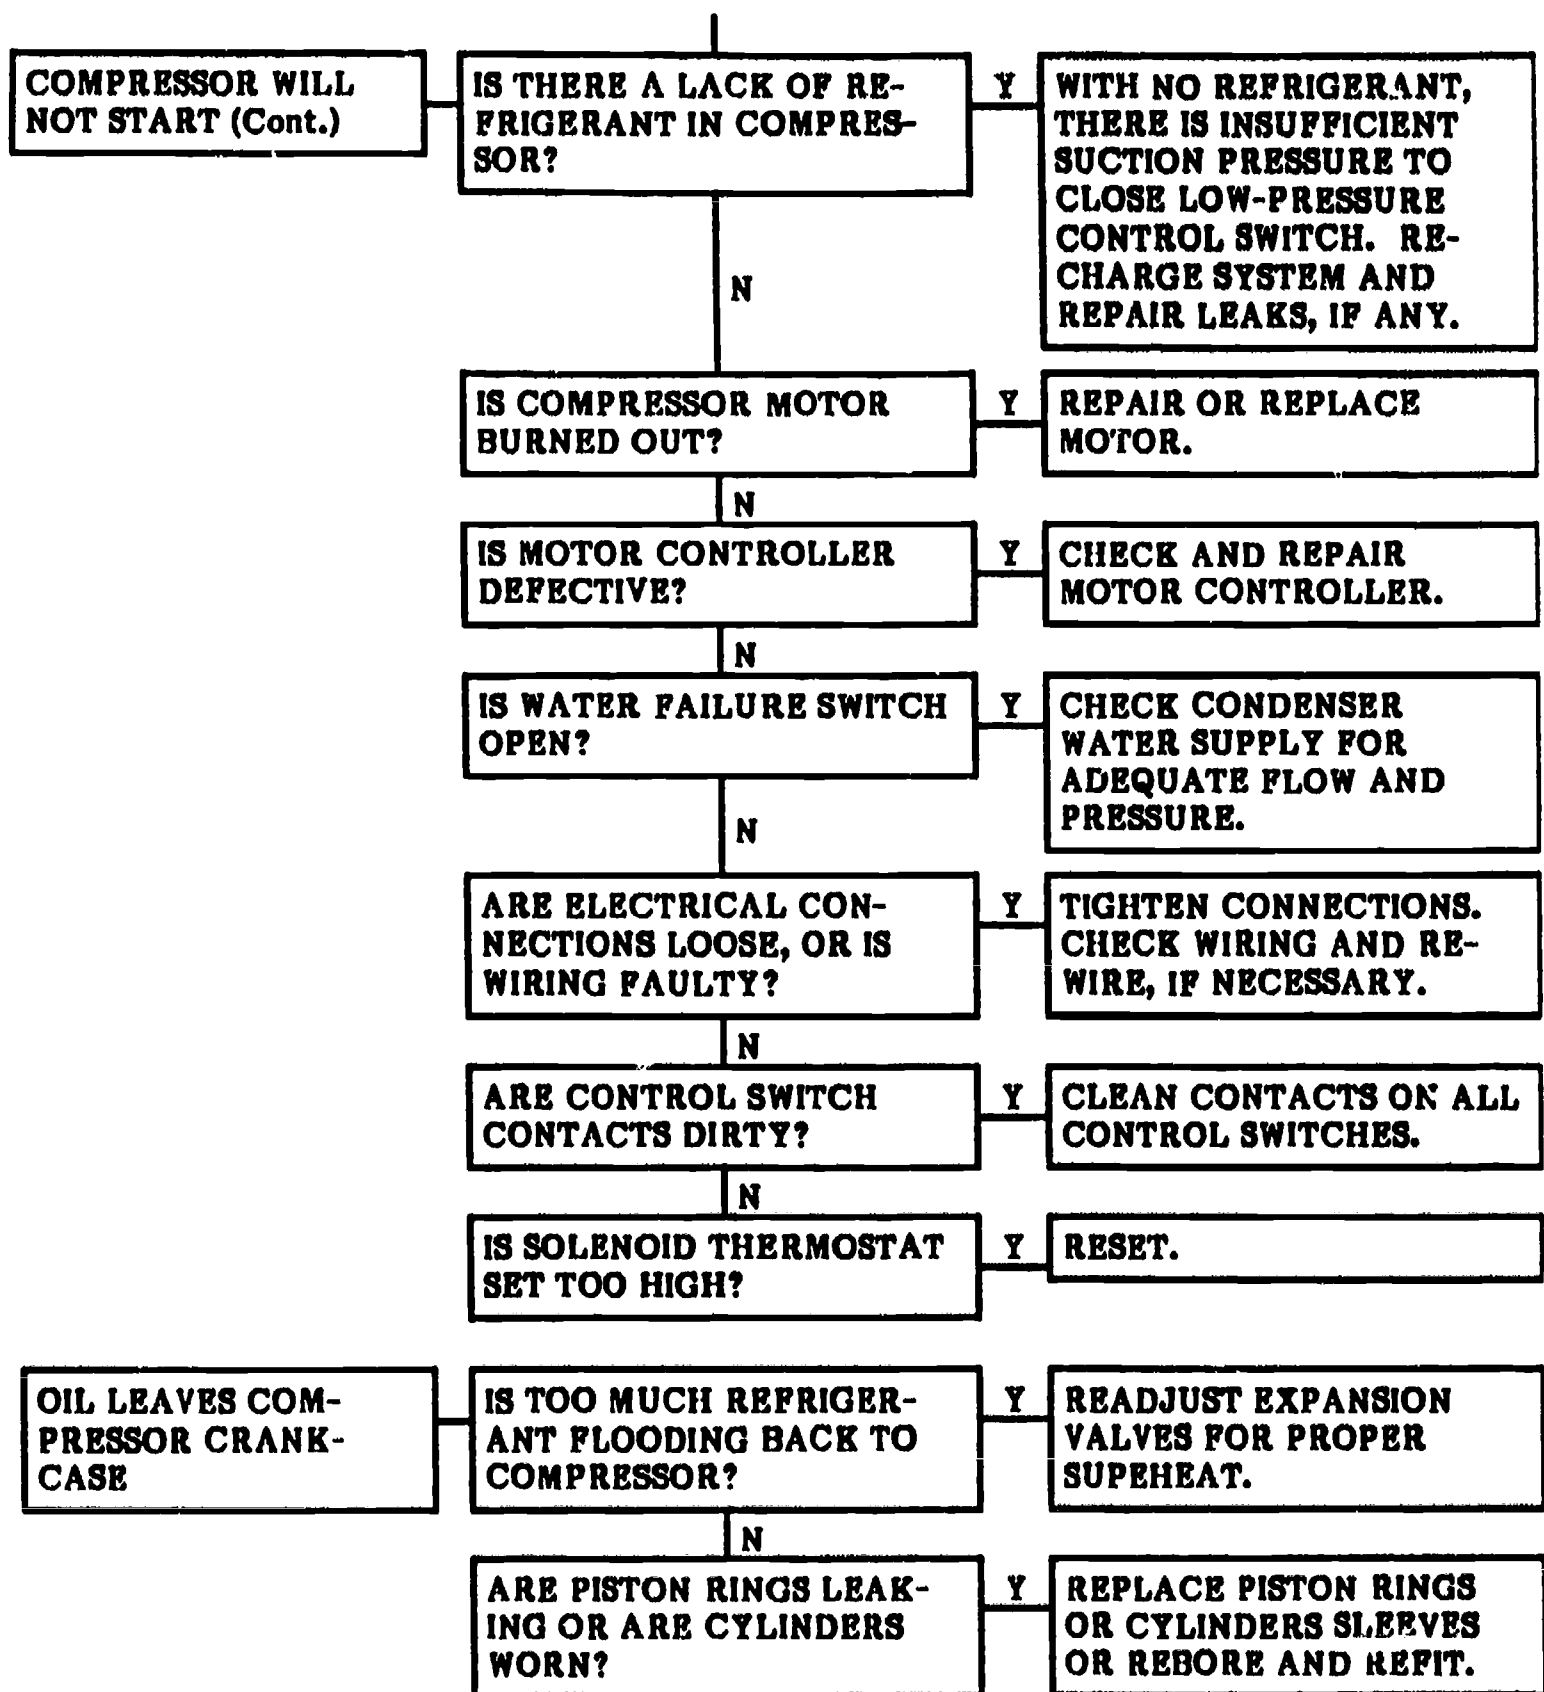 COMPRESSOR WILL
NOT START (Cont.)
IS THERE A LACK OF RE-
FRIGERANT IN COMPRES-
SOR?
Y
WITH NO REFRIGERANT,
THERE IS INSUFFICIENT
SUCTION PRESSURE TO
CLOSE LOW-PRESSURE
CONTROL SWITCH. RE-
CHARGE SYSTEM AND
REPAIR LEAKS, IF ANY.
N
IS COMPRESSOR MOTOR
BURNED OUT?
Y
REPAIR OR REPLACE
MOTOR.
N
IS MOTOR CONTROLLER
DEFECTIVE?
Y
CHECK AND REPAIR
MOTOR CONTROLLER.
N
IS WATER FAILURE SWITCH
OPEN?
Y
CHECK CONDENSER
WATER SUPPLY FOR
ADEQUATE FLOW AND
PRESSURE.
N
ARE ELECTRICAL CON-
NECTIONS LOOSE, OR IS
WIRING FAULTY?
Y
TIGHTEN CONNECTIONS.
CHECK WIRING AND RE-
WIRE, IF NECESSARY.
N
ARE CONTROL SWITCH
CONTACTS DIRTY?
Y
CLEAN CONTACTS ON ALL
CONTROL SWITCHES.
N
IS SOLENOID THERMOSTAT
SET TOO HIGH?
Y
RESET.
OIL LEAVES COM-
PRESSOR CRANK-
CASE
IS TOO MUCH REFRIGER-
ANT FLOODING BACK TO
COMPRESSOR?
Y
READJUST EXPANSION
VALVES FOR PROPER
SUPEHEAT.
N
ARE PISTON RINGS LEAK-
ING OR ARE CYLINDERS
WORN?
Y
REPLACE PISTON RINGS
OR CYLINDERS SLEEVES
OR REBORE AND REFIT.